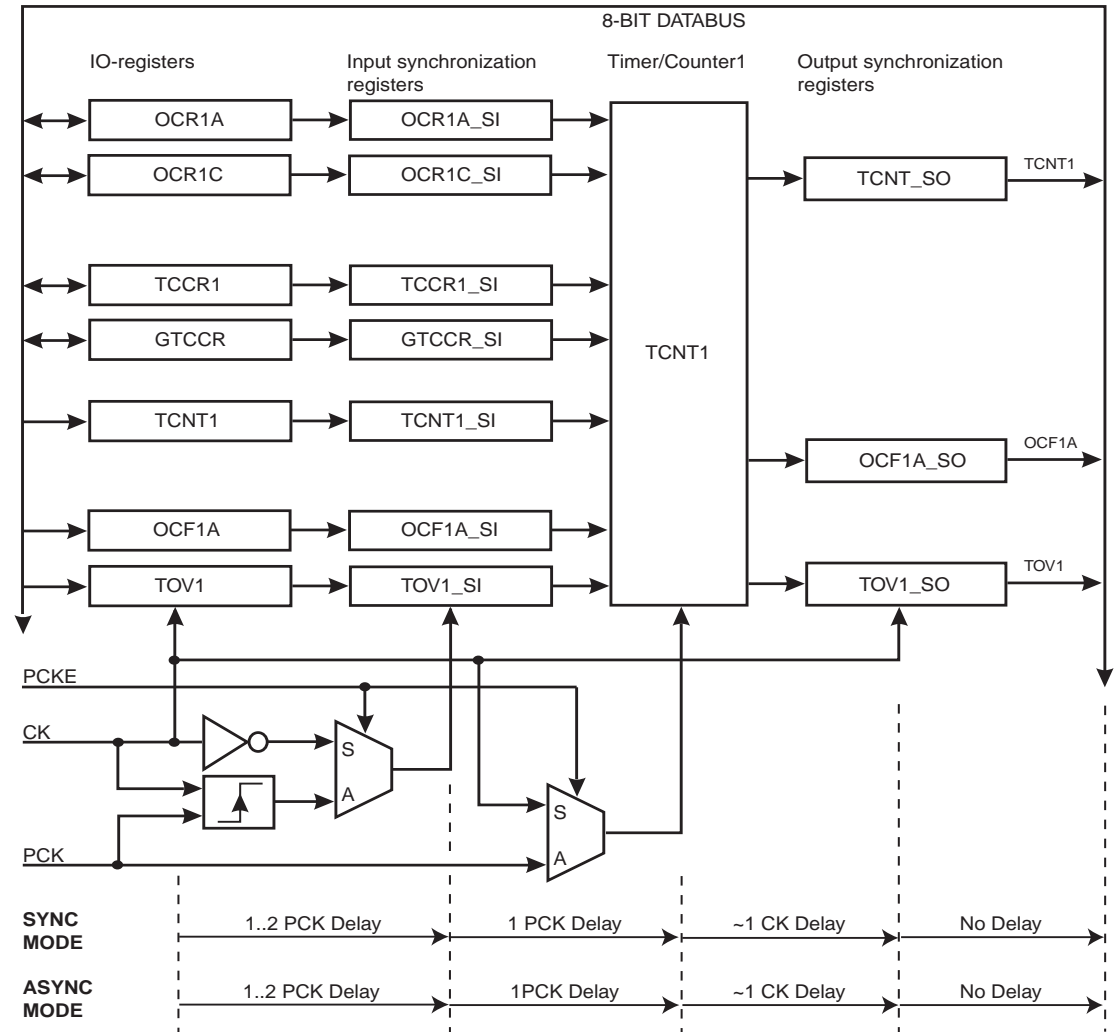 8-BIT DATABUS
IO-registers
Input synchronization
registers
Timer/Counter1
Output synchronization
registers
OCR1A
OCR1A_SI
OCR1C
OCR1C_SI
TCNT_SO
TCNT1
TCCR1
TCCR1_SI
GTCCR
GTCCR_SI
TCNT1
TCNT1
TCNT1_SI
OCF1A_SO
OCF1A
OCF1A
OCF1A_SI
TOV1
TOV1_SI
TOV1_SO
TOV1
PCKE
CK
S
A
S
A
PCK
SYNC
MODE
1..2 PCK Delay
1 PCK Delay
~1 CK Delay
No Delay
ASYNC
MODE
1..2 PCK Delay
1PCK Delay
~1 CK Delay
No Delay